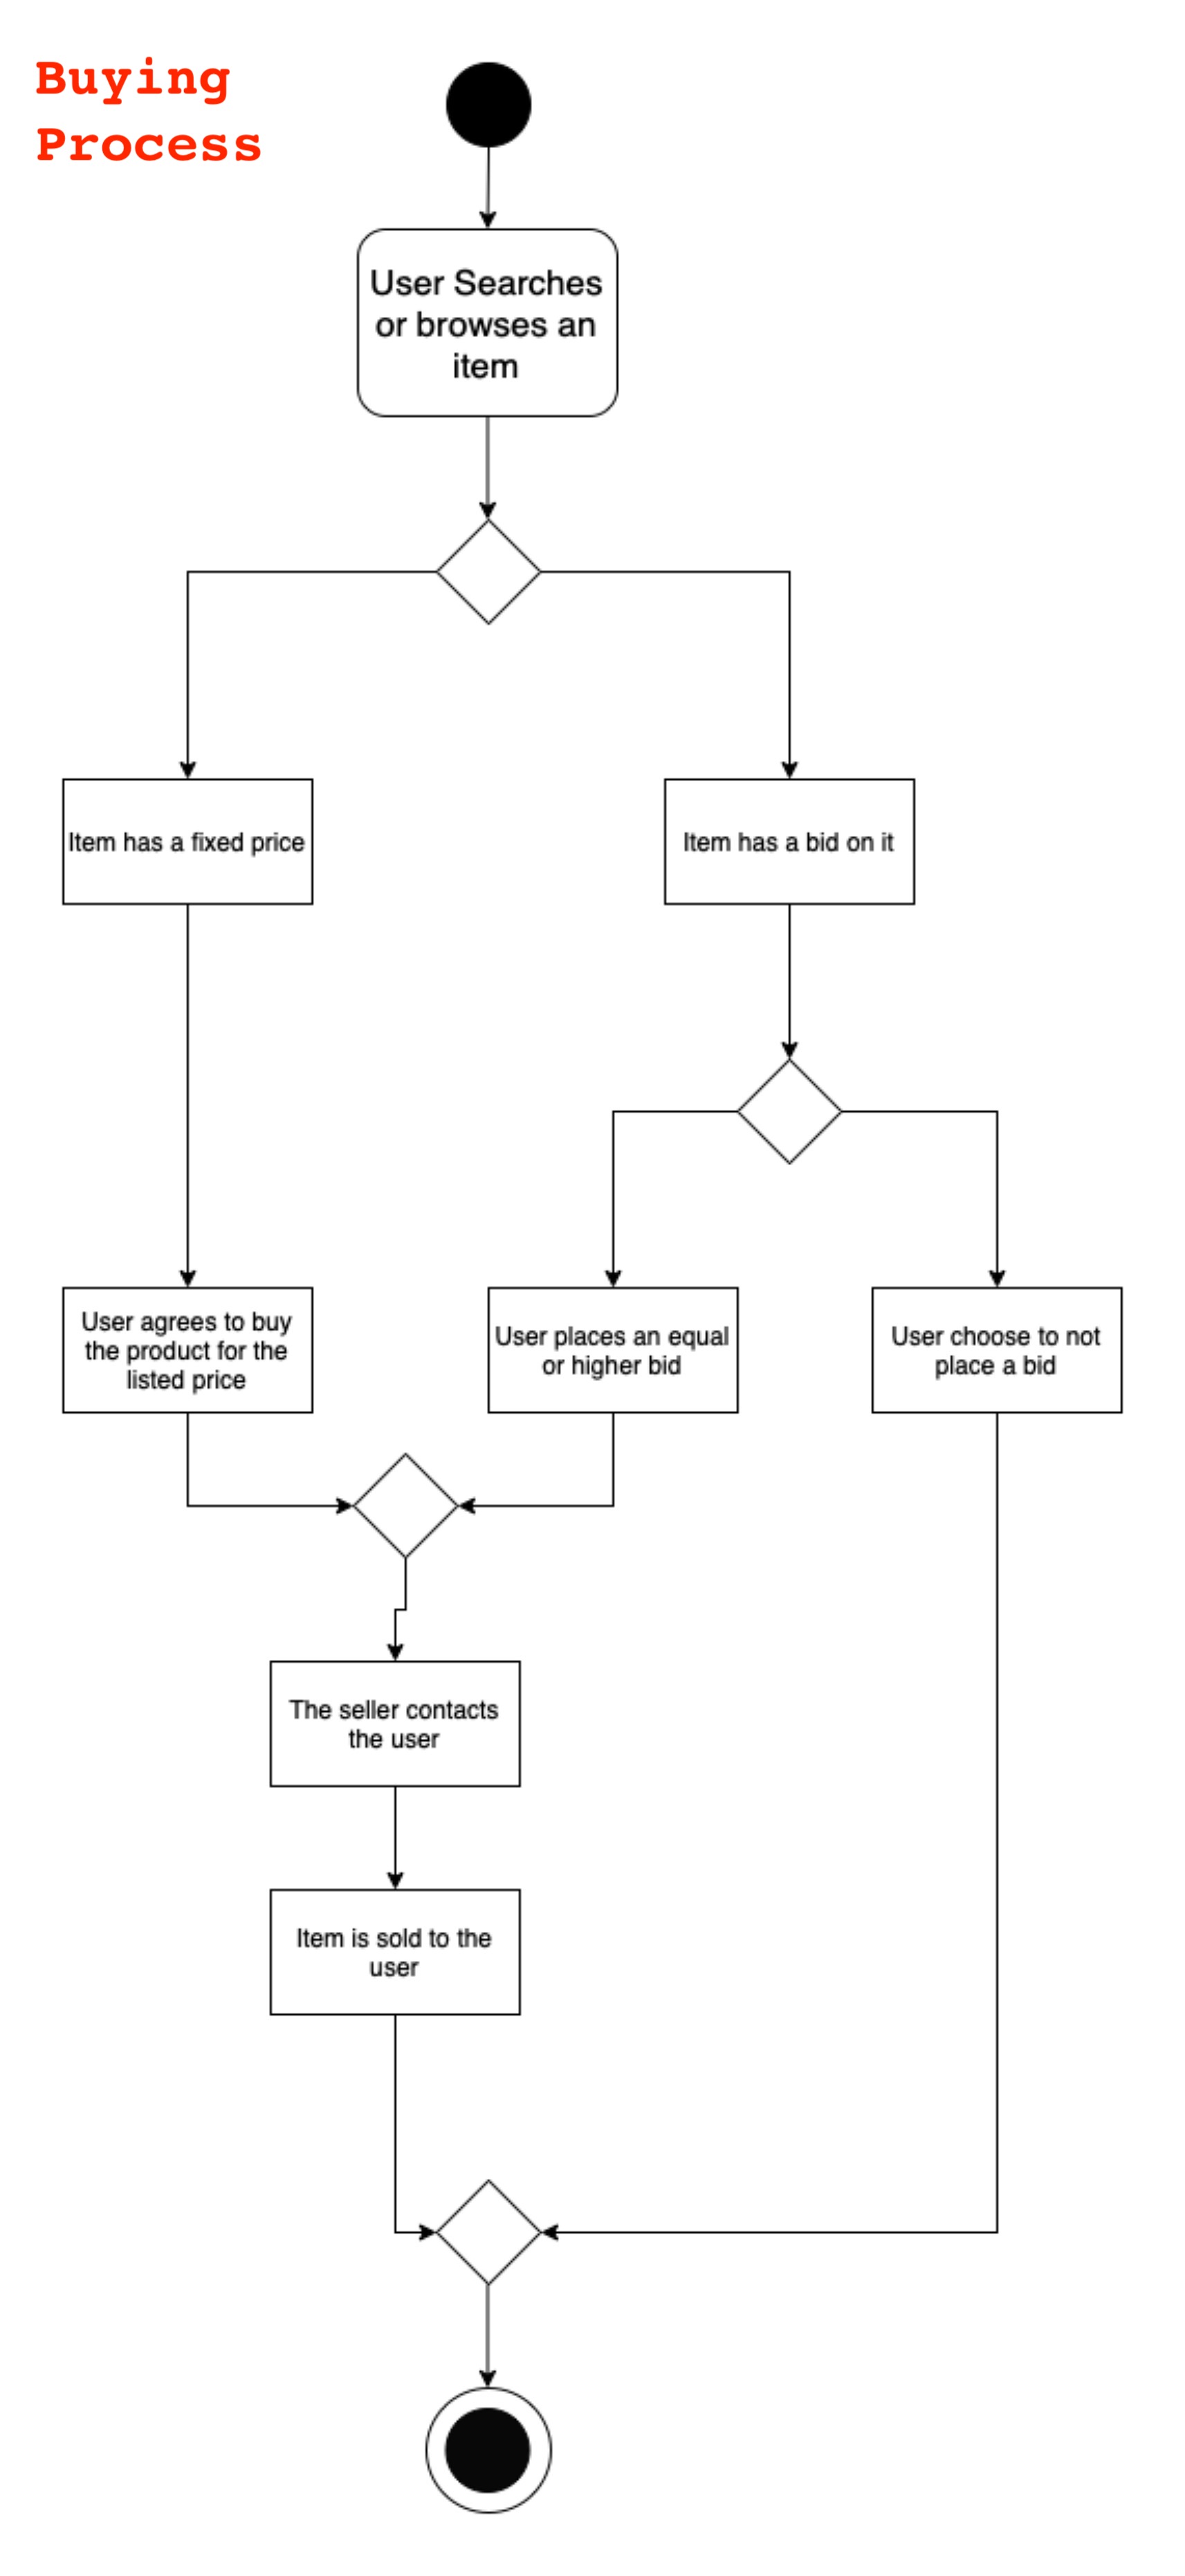 Buying
Process
User Searches
or browses an
item
Item has a fixed price
Item has a bid on it
User agrees to buy
the product for the
listed price
User places an equal
or higher bid
User choose to not
place a bid
The seller contacts
the user
Item is sold to the
user